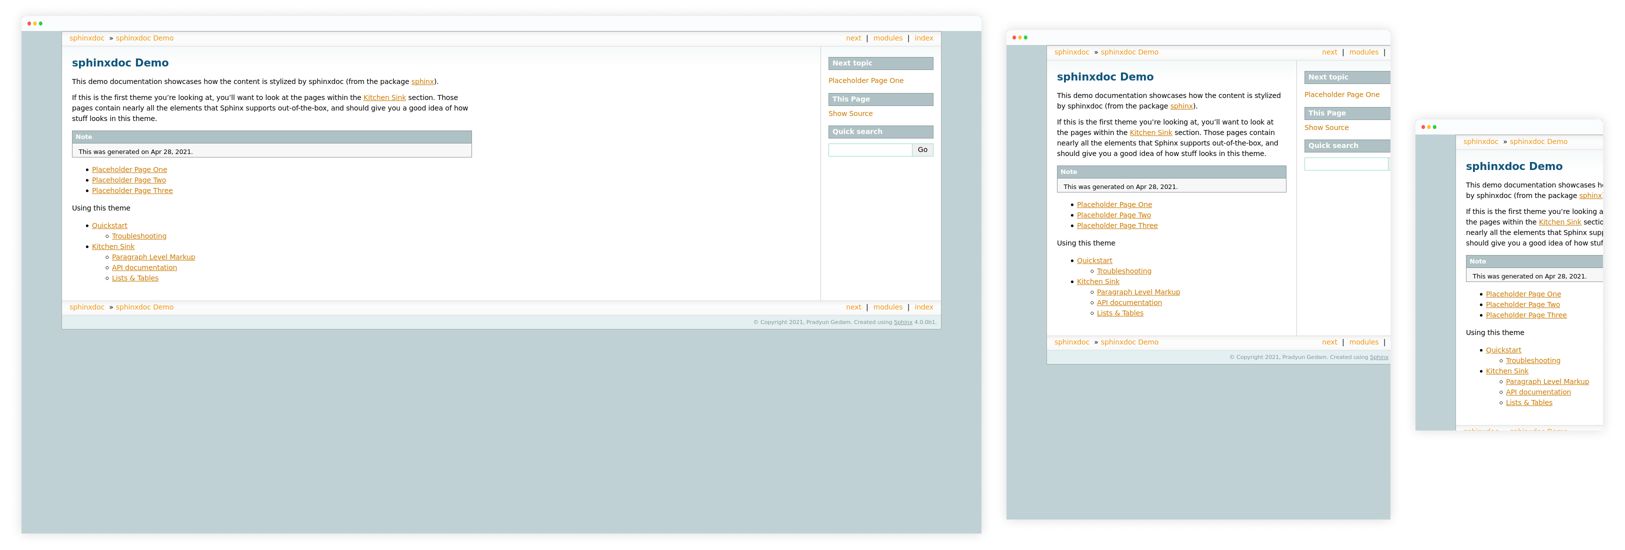 sphinxdoc » sphinxdoc Demo
next | modules | index
sphinxdoc Demo
This demo documentation showcases how the content is stylized by sphinxdoc (from the package sphinx).
If this is the first theme you're looking at, you'll want to look at the pages within the Kitchen Sink section. Those
pages contain nearly all the elements that Sphinx supports out-of-the-box, and should give you a good idea of how
stuff looks in this theme.
Note
This was generated on Apr 28, 2021.
Placeholder Page One
Placeholder Page Two
Placeholder Page Three
Using this theme
Quickstart
Troubleshooting
Kitchen Sink
Paragraph Level Markup
API documentation
Lists & Tables
Next topic
Placeholder Page One
This Page
Show Source
Quick search
Go
sphinxdoc » sphinxdoc Demo
next | modules | index
© Copyright 2021, Pradyun Gedam. Created using Sphinx 4.0.0b1.
sphinxdoc » sphinxdoc Demo
next | modules |
sphinxdoc Demo
This demo documentation showcases how the content is stylized
by sphinxdoc (from the package sphinx).
If this is the first theme you're looking at, you'll want to look at
the pages within the Kitchen Sink section. Those pages contain
nearly all the elements that Sphinx supports out-of-the-box, and
should give you a good idea of how stuff looks in this theme.
Note
This was generated on Apr 28, 2021.
Placeholder Page One
Placeholder Page Two
Placeholder Page Three
Using this theme
Quickstart
Troubleshooting
Kitchen Sink
Paragraph Level Markup
API documentation
Lists & Tables
Next topic
Placeholder Page One
This Page
Show Source
Quick search
sphinxdoc » sphinxdoc Demo
next | modules |
© Copyright 2021, Pradyun Gedam. Created using Sphinx
sphinxdoc » sphinxdoc Demo
sphinxdoc Demo
This demo documentation showcases
by sphinxdoc (from the package sphinx
If this is the first theme you're looking a
the pages within the Kitchen Sink
nearly all the elements that Sphinx
should give you a good idea of how
Note
This was generated on Apr 28, 2021.
Placeholder Page One
Placeholder Page Two
Placeholder Page Three
Using this theme
Quickstart
Troubleshooting
Kitchen Sink
Paragraph Level Markup
API documentation
Lists & Tables